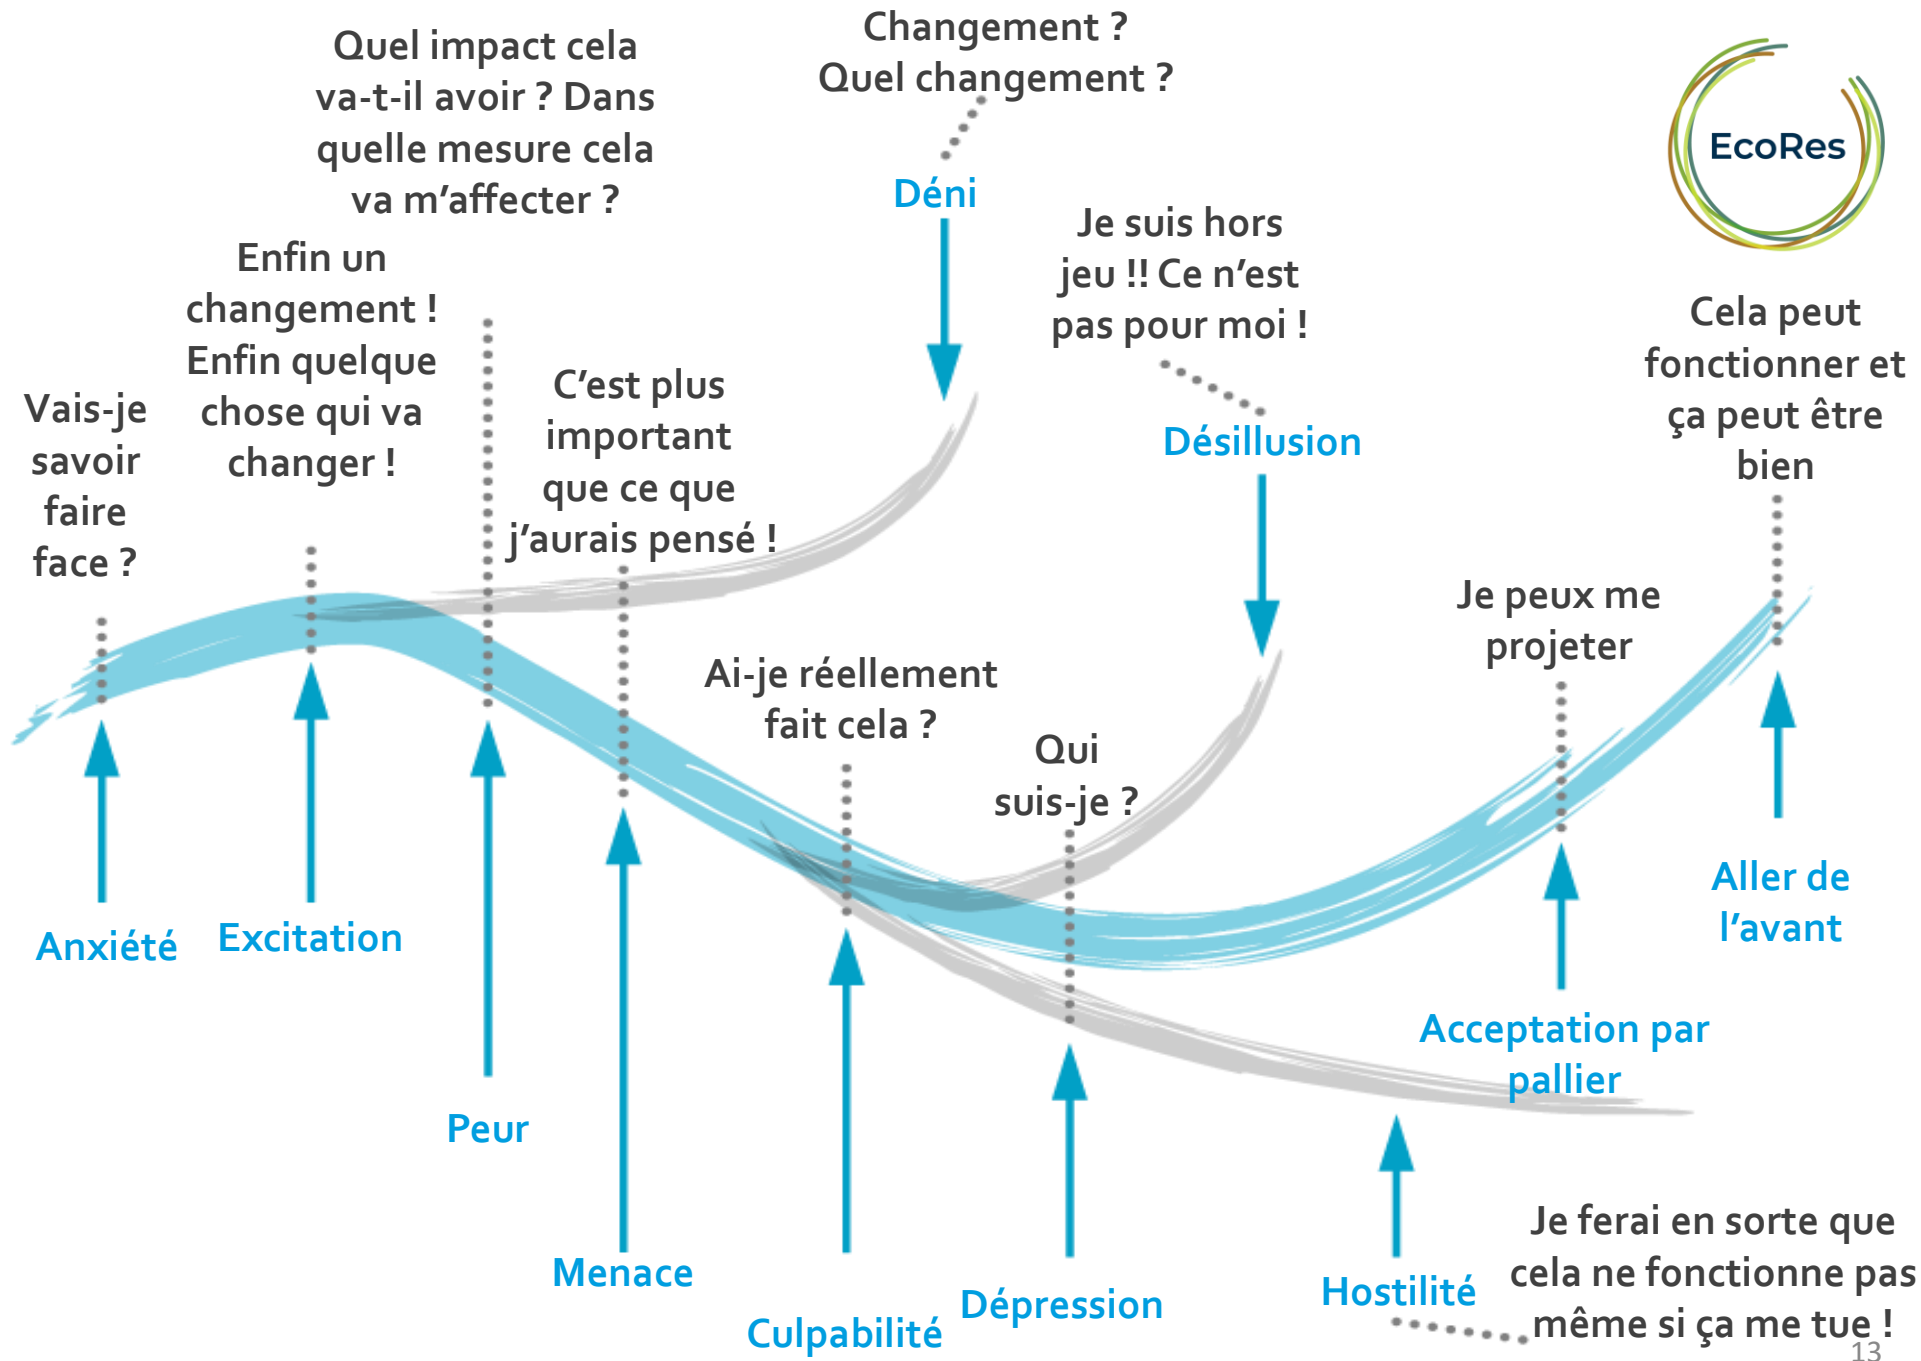 Quel impact cela
va-t-il avoir ? Dans
quelle mesure cela
va m'affecter ?
Changement ?
Quel changement ?
EcoRes
Déni
Enfin un
changement !
Enfin quelque
chose qui va
changer !
Je suis hors
jeu !! Ce n'est
pas pour moi !
Cela peut
fonctionner et
ça peut être
bien
Vais-je
savoir
faire
face ?
C'est plus
important
que ce que
j'aurais pensé !
Désillusion
Je peux me
projeter
Ai-je réellement
fait cela ?
Qui
suis-je ?
Aller de
l'avant
Anxiété
Excitation
Acceptation par
pallier
Peur
Menace
Culpabilité
Dépression
Hostilité
Je ferai en sorte que
cela ne fonctionne pas
même si ça me tue !
13